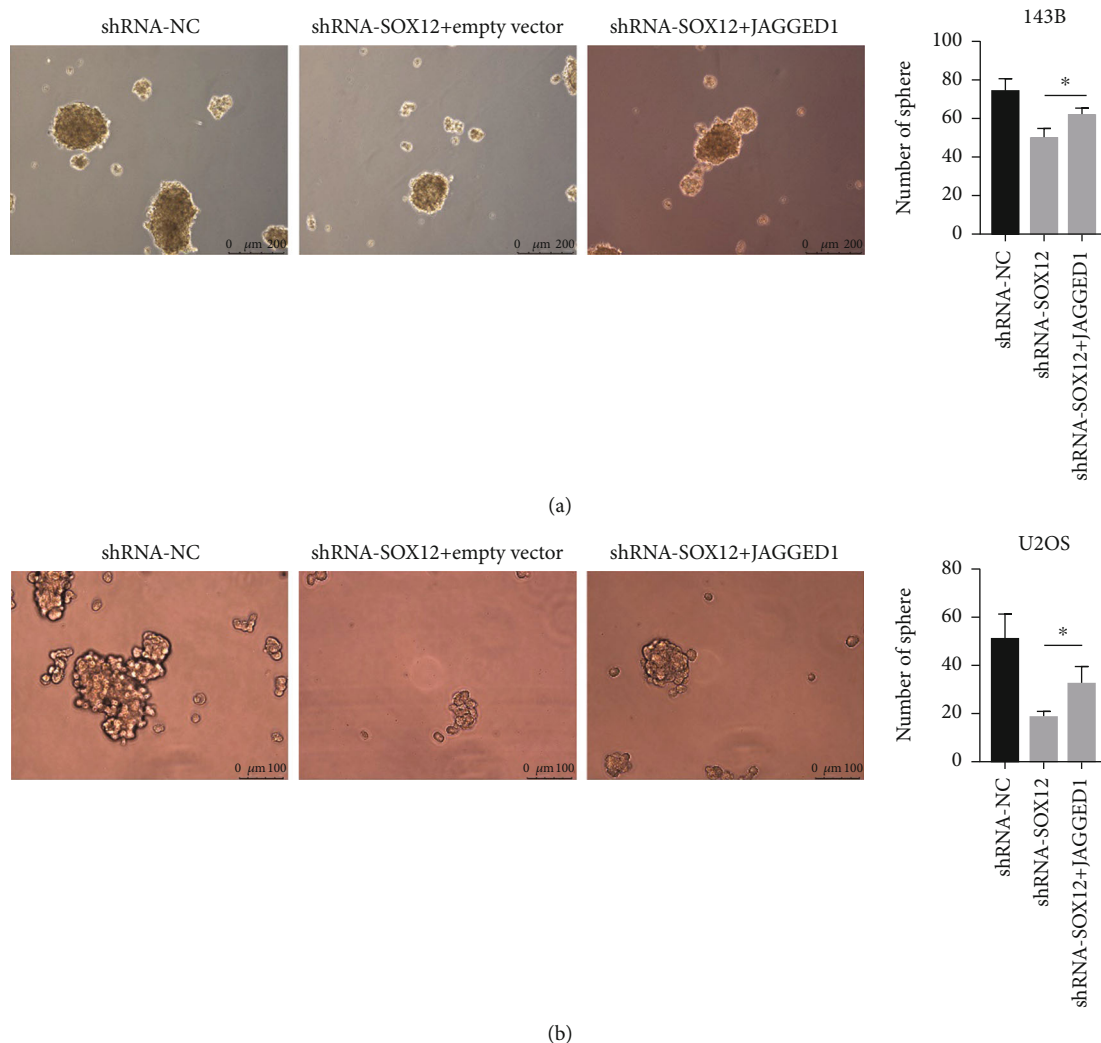 shRNA-NC
shRNA-SOX12+empty vector
shRNA-SOX12+JAGGED1
0 μm 200
0 μm 200
0 μm 200
143B
Number of sphere
100
80
60
40
20
0
*
shRNA-NC
shRNA-SOX12
shRNA-SOX12+JAGGED1
(a)
shRNA-NC
shRNA-SOX12+empty vector
shRNA-SOX12+JAGGED1
0 μm 100
0 μm 100
0 μm 100
U2OS
Number of sphere
80
60
40
20
0
*
shRNA-NC
shRNA-SOX12
shRNA-SOX12+JAGGED1
(b)